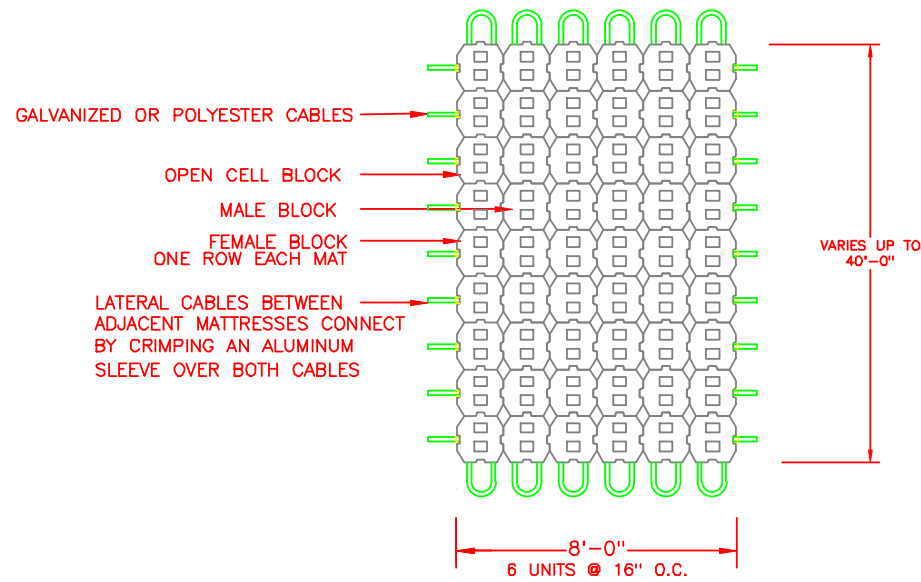 GALVANIZED OR POLYESTER CABLES
OPEN CELL BLOCK
MALE BLOCK
FEMALE BLOCK
ONE ROW EACH MAT
LATERAL CABLES BETWEEN
ADJACENT MATTRESSES CONNECT
BY CRIMPING AN ALUMINUM
SLEEVE OVER BOTH CABLES
VARIES UP TO
40'-0"
8'-0"
6 UNITS @ 16" O.C.